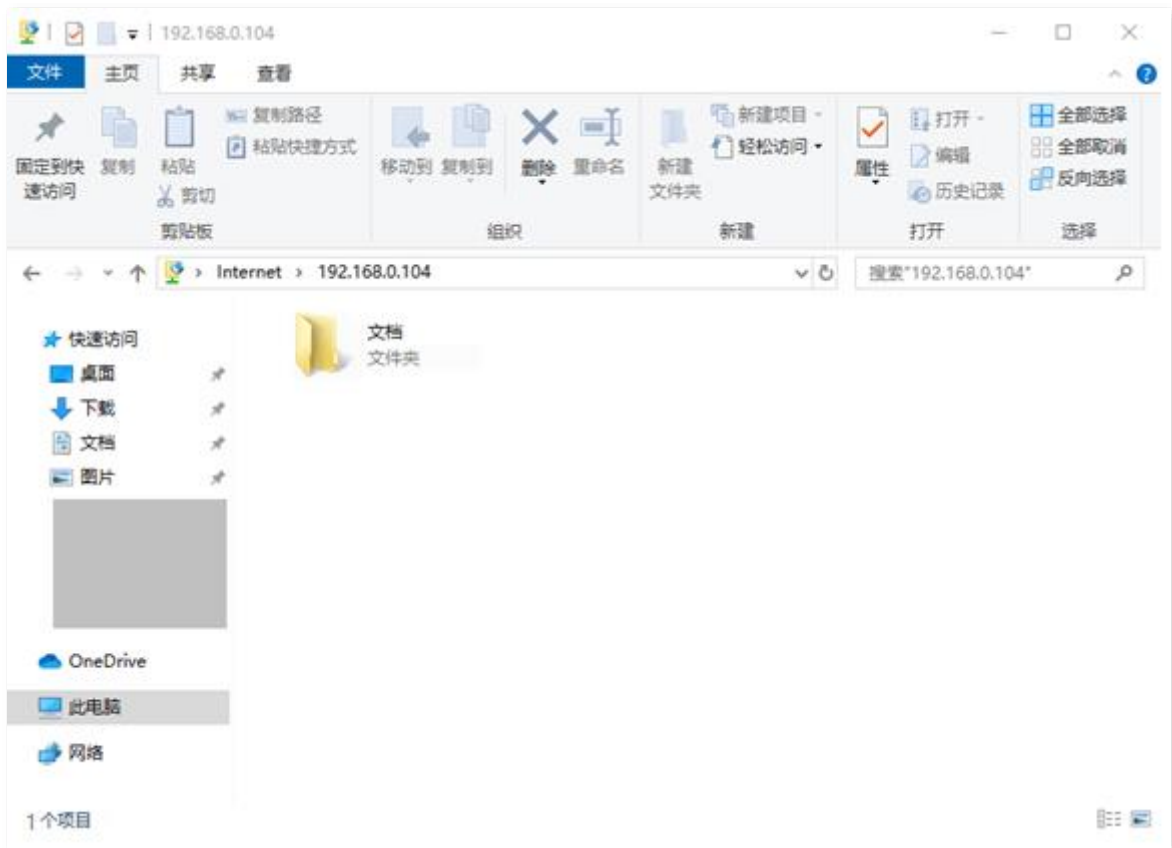 192.168.0.104
文件 主页 共享 查看
固定到快速访问
复制
粘贴
复制路径
粘贴快捷方式
剪切
剪贴板
移动到 复制到 删除 重命名
组织
新建文件夹
新建项目
轻松访问
新建
属性
打开
编辑
历史记录
打开
全部选择
全部取消
反向选择
选择
Internet > 192.168.0.104
搜索"192.168.0.104"
快速访问
桌面
下载
文档
图片
OneDrive
此电脑
网络
文档
文件夹
1 个项目